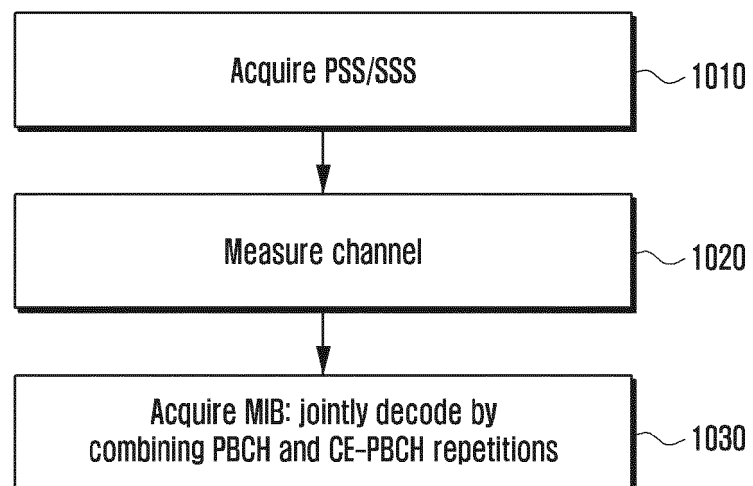 Acquire PSS/SSS
1010
Measure channel
1020
Acquire MIB: jointly decode by
combining PBCH and CE-PBCH repetitions
1030